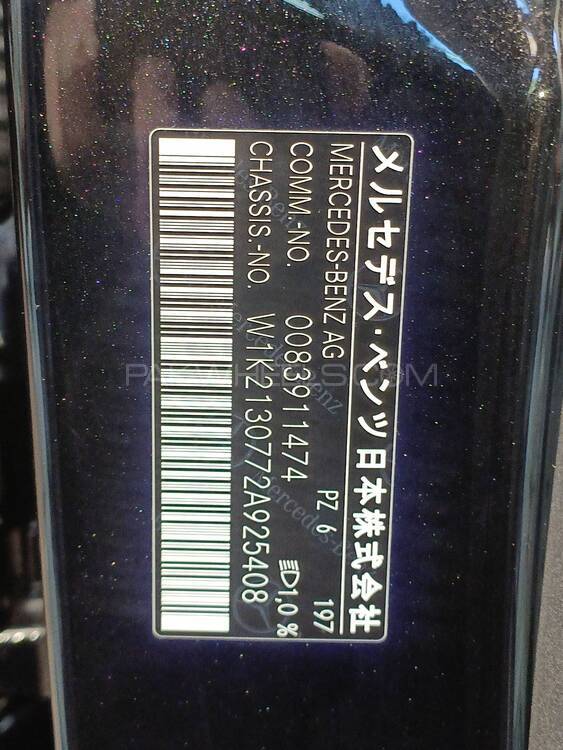 メルセデス・ベンツ日本株式会社
MERCEDES-BENZ AG PZ 6 197
COMM.-NO. 0083911474 1,0 %
CHASSIS.-NO. W1K2130772A925408
PAKWHEELS.COM